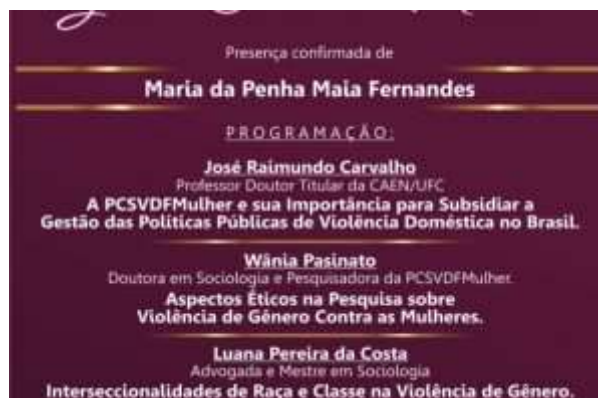 Presença confirmada de
Maria da Penha Maia Fernandes
PROGRAMAÇÃO:
José Raimundo Carvalho
Professor Doutor Titular da CAEN/UFC
A PCSVDFMulher e sua Importância para Subsidiar a
Gestão das Políticas Públicas de Violência Doméstica no Brasil.
Wânia Pasinato
Doutora em Sociologia e Pesquisadora da PCSVDFMulher.
Aspectos Éticos na Pesquisa sobre
Violência de Gênero Contra as Mulheres.
Luana Pereira da Costa
Advogada e Mestre em Sociologia
Interseccionalidades de Raça e Classe na Violência de Gênero.